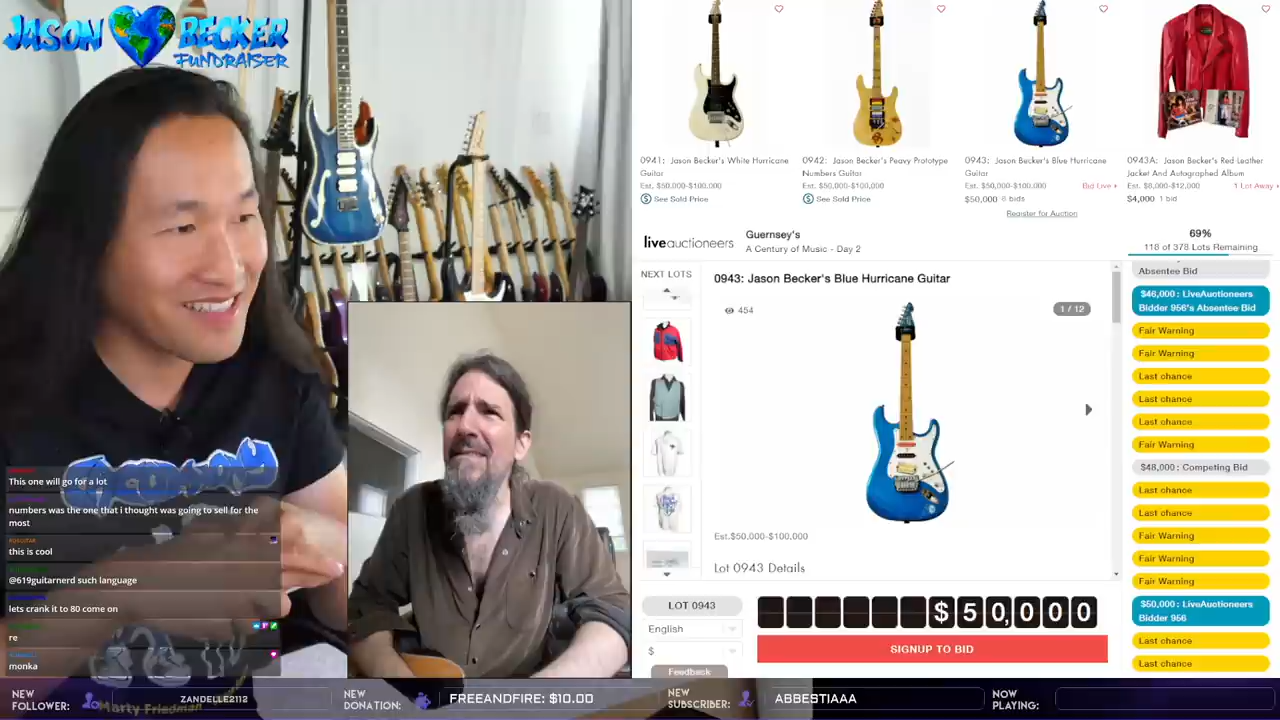 JASON BECKER
FUNDRAISER
This one will go for a lot
numbers was the one that i thought was going to sell for the
most
this is cool
@619guitarnerd such language
lets crank it to 80 come on
re
monka
0941: Jason Becker's White Hurricane
Guitar
Est. $50,000-$100,000
See Sold Price
0942: Jason Becker's Peavy Prototype
Numbers Guitar
Est. $50,000-$100,000
See Sold Price
0943: Jason Becker's Blue Hurricane
Guitar
Est. $50,000-$100,000
Bid Live
$50,000 6 bids
Register for Auction
0943A: Jason Becker's Red Leather
Jacket And Autographed Album
Est. $8,000-$12,000
1 Lot Away
$4,000 1 bid
liveauctioneers
Guernsey's
A Century of Music - Day 2
69%
118 of 378 Lots Remaining
NEXT LOTS
0943: Jason Becker's Blue Hurricane Guitar
454
1 / 12
Est.$50,000-$100,000
Lot 0943 Details
Absentee Bid
$46,000 : LiveAuctioneers
Bidder 956's Absentee Bid
Fair Warning
Fair Warning
Last chance
Last chance
Last chance
Fair Warning
$48,000 : Competing Bid
Last chance
Last chance
Fair Warning
Fair Warning
Fair Warning
$50,000 : LiveAuctioneers
Bidder 956
Last chance
Last chance
LOT 0943
English
$
Feedback
$50,000
SIGNUP TO BID
NEW
FOLLOWER:
ZANDELLE2112
Marty Friedman
NEW
DONATION:
FREEANDFIRE: $10.00
NEW
SUBSCRIBER:
ABBESTIAAA
NOW
PLAYING: